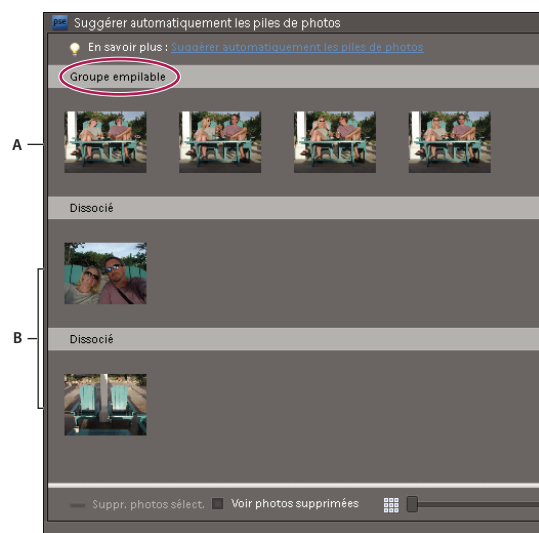 pse Suggérer automatiquement les piles de photos
En savoir plus : Suggérer automatiquement les piles de photos
Groupe empilable
A
Dissocié
B
Dissocié
Suppr. photos sélect. Voir photos supprimées